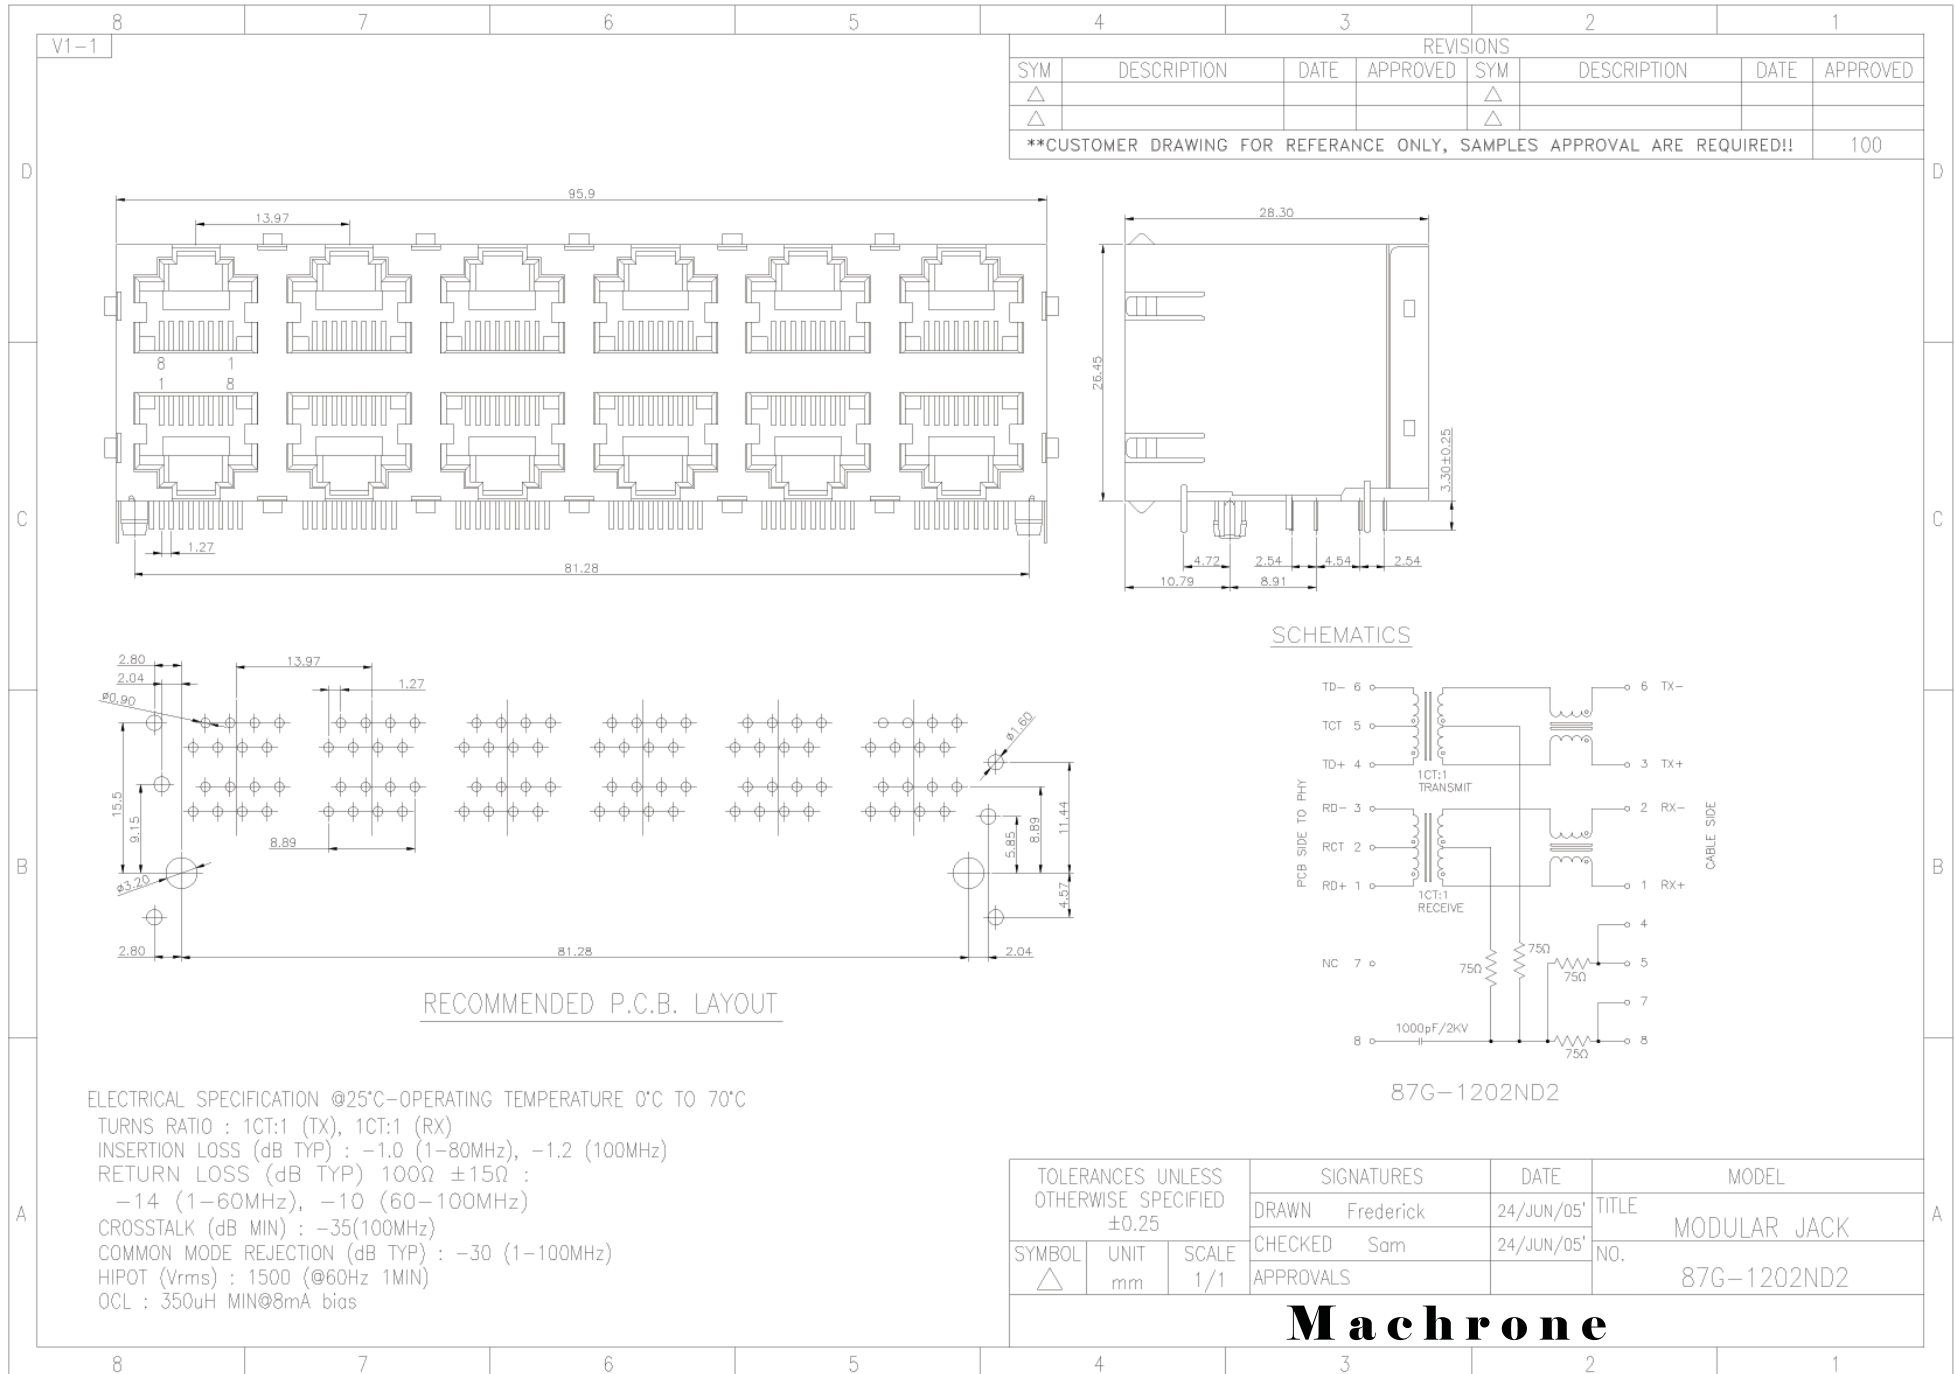 8 7 6 5 4 3 2 1
V1-1
REVISIONS
SYM DESCRIPTION DATE APPROVED SYM DESCRIPTION DATE APPROVED
**CUSTOMER DRAWING FOR REFERANCE ONLY, SAMPLES APPROVAL ARE REQUIRED!! 100
D D
95.9
13.97
28.30
26.45
8 1
1 8
3.30±0.25
C C
1.27
81.28
4.72 2.54 4.54 2.54
10.79 8.91
2.80 13.97
2.04 1.27
ø0.90
ø1.60
15.5
9.15
8.89
5.85
8.89
11.44
4.57
ø3.20
2.80 81.28 2.04
RECOMMENDED P.C.B. LAYOUT
SCHEMATICS
TD- 6 6 TX-
TCT 5
TD+ 4 3 TX+
1CT:1
TRANSMIT
RD- 3 2 RX-
RCT 2
RD+ 1 1 RX+
1CT:1
RECEIVE
PCB SIDE TO PHY
CABLE SIDE
4
75Ω
NC 7 75Ω 5
75Ω
7
1000pF/2KV
8 8
75Ω
87G-1202ND2
B B
ELECTRICAL SPECIFICATION @25°C-OPERATING TEMPERATURE 0°C TO 70°C
TURNS RATIO : 1CT:1 (TX), 1CT:1 (RX)
INSERTION LOSS (dB TYP) : -1.0 (1-80MHz), -1.2 (100MHz)
RETURN LOSS (dB TYP) 100Ω ±15Ω :
-14 (1-60MHz), -10 (60-100MHz)
CROSSTALK (dB MIN) : -35(100MHz)
COMMON MODE REJECTION (dB TYP) : -30 (1-100MHz)
HIPOT (Vrms) : 1500 (@60Hz 1MIN)
OCL : 350uH MIN@8mA bias
A A
TOLERANCES UNLESS
OTHERWISE SPECIFIED
±0.25
SYMBOL UNIT SCALE
mm 1/1
SIGNATURES DATE MODEL
DRAWN Frederick 24/JUN/05' TITLE
MODULAR JACK
CHECKED Sam 24/JUN/05' NO.
APPROVALS 87G-1202ND2
Machrone
8 7 6 5 4 3 2 1